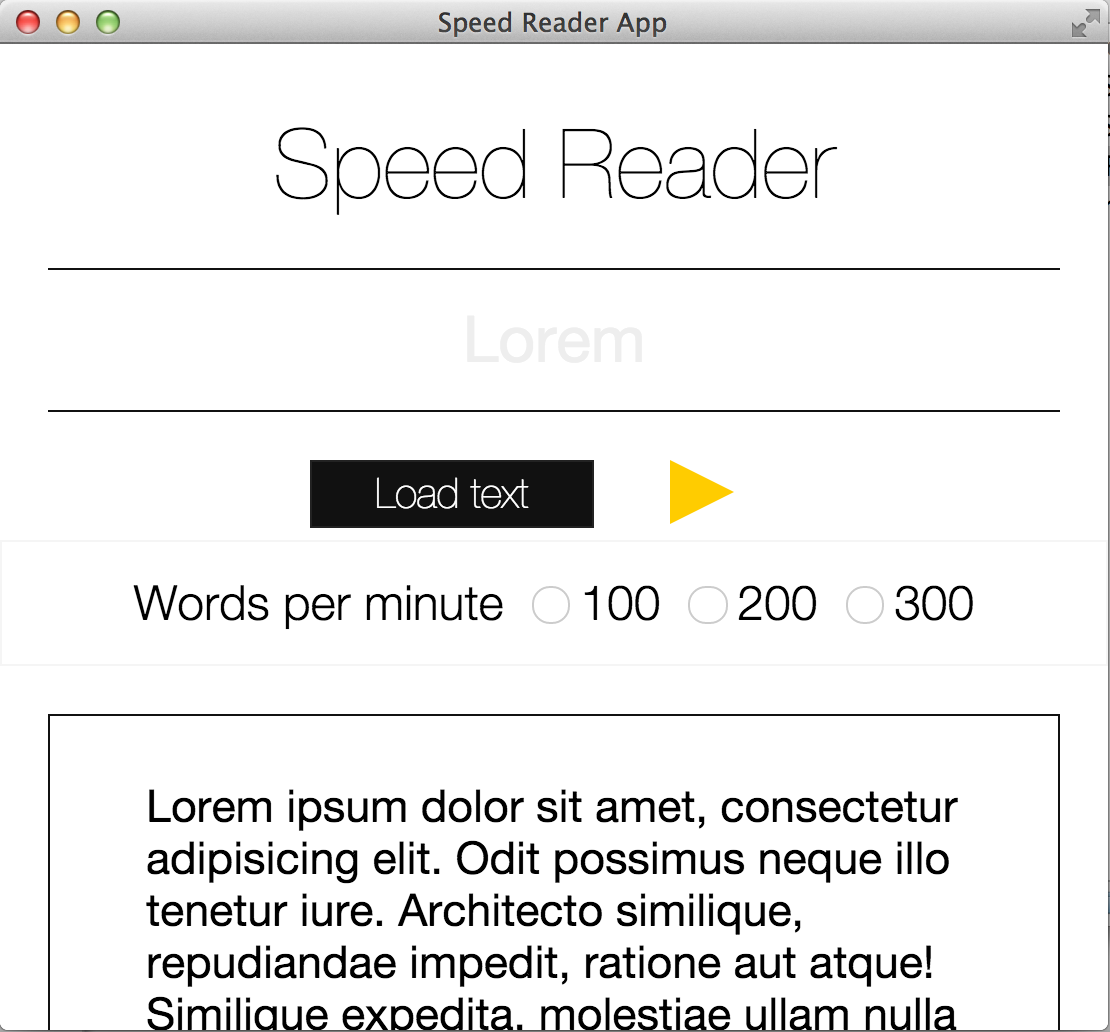 Speed Reader App
Speed Reader
Lorem
Load text
Words per minute 100 200 300
Lorem ipsum dolor sit amet, consectetur
adipisicing elit. Odit possimus neque illo
tenetur iure. Architecto similique,
repudiandae impedit, ratione aut atque!
Similique expedita, molestiae ullam nulla